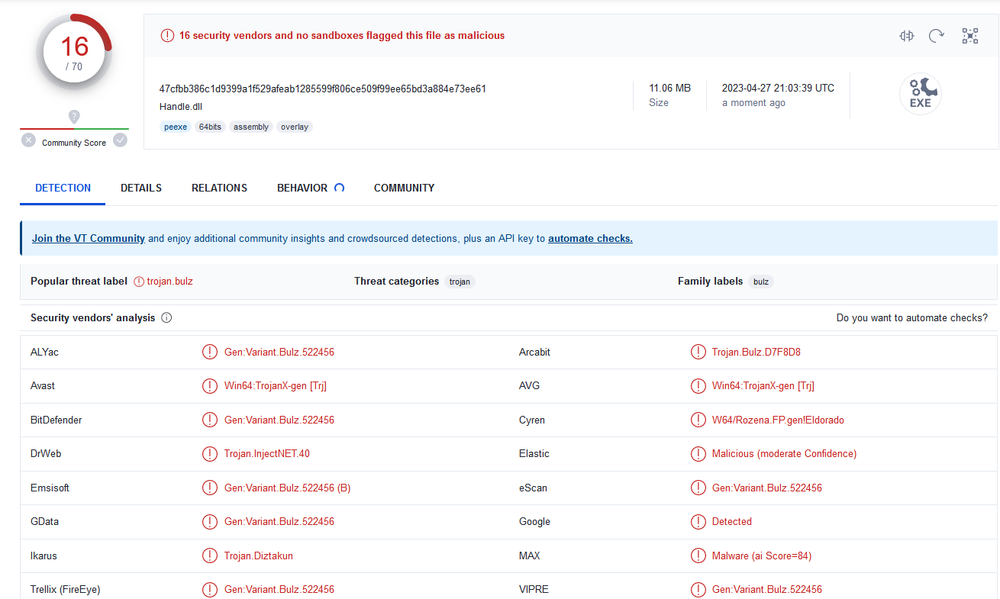 16
/ 70
?
Community Score
16 security vendors and no sandboxes flagged this file as malicious
47cfbb386c1d9399a1f529afeab1285599f806ce509f99ee65bd3a884e73ee61
Handle.dll
peexe 64bits assembly overlay
11.06 MB
Size
2023-04-27 21:03:39 UTC
a moment ago
EXE
DETECTION DETAILS RELATIONS BEHAVIOR COMMUNITY
Join the VT Community and enjoy additional community insights and crowdsourced detections, plus an API key to automate checks.
Popular threat label trojan.bulz Threat categories trojan Family labels bulz
Security vendors' analysis Do you want to automate checks?
ALYac Gen:Variant.Bulz.522456 Arcabit Trojan.Bulz.D7F8D8
Avast Win64:TrojanX-gen [Trj] AVG Win64:TrojanX-gen [Trj]
BitDefender Gen:Variant.Bulz.522456 Cyren W64/Rozena.FP.gen!Eldorado
DrWeb Trojan.InjectNET.40 Elastic Malicious (moderate Confidence)
Emsisoft Gen:Variant.Bulz.522456 (B) eScan Gen:Variant.Bulz.522456
GData Gen:Variant.Bulz.522456 Google Detected
Ikarus Trojan.Diztakun MAX Malware (ai Score=84)
Trellix (FireEye) Gen:Variant.Bulz.522456 VIPRE Gen:Variant.Bulz.522456